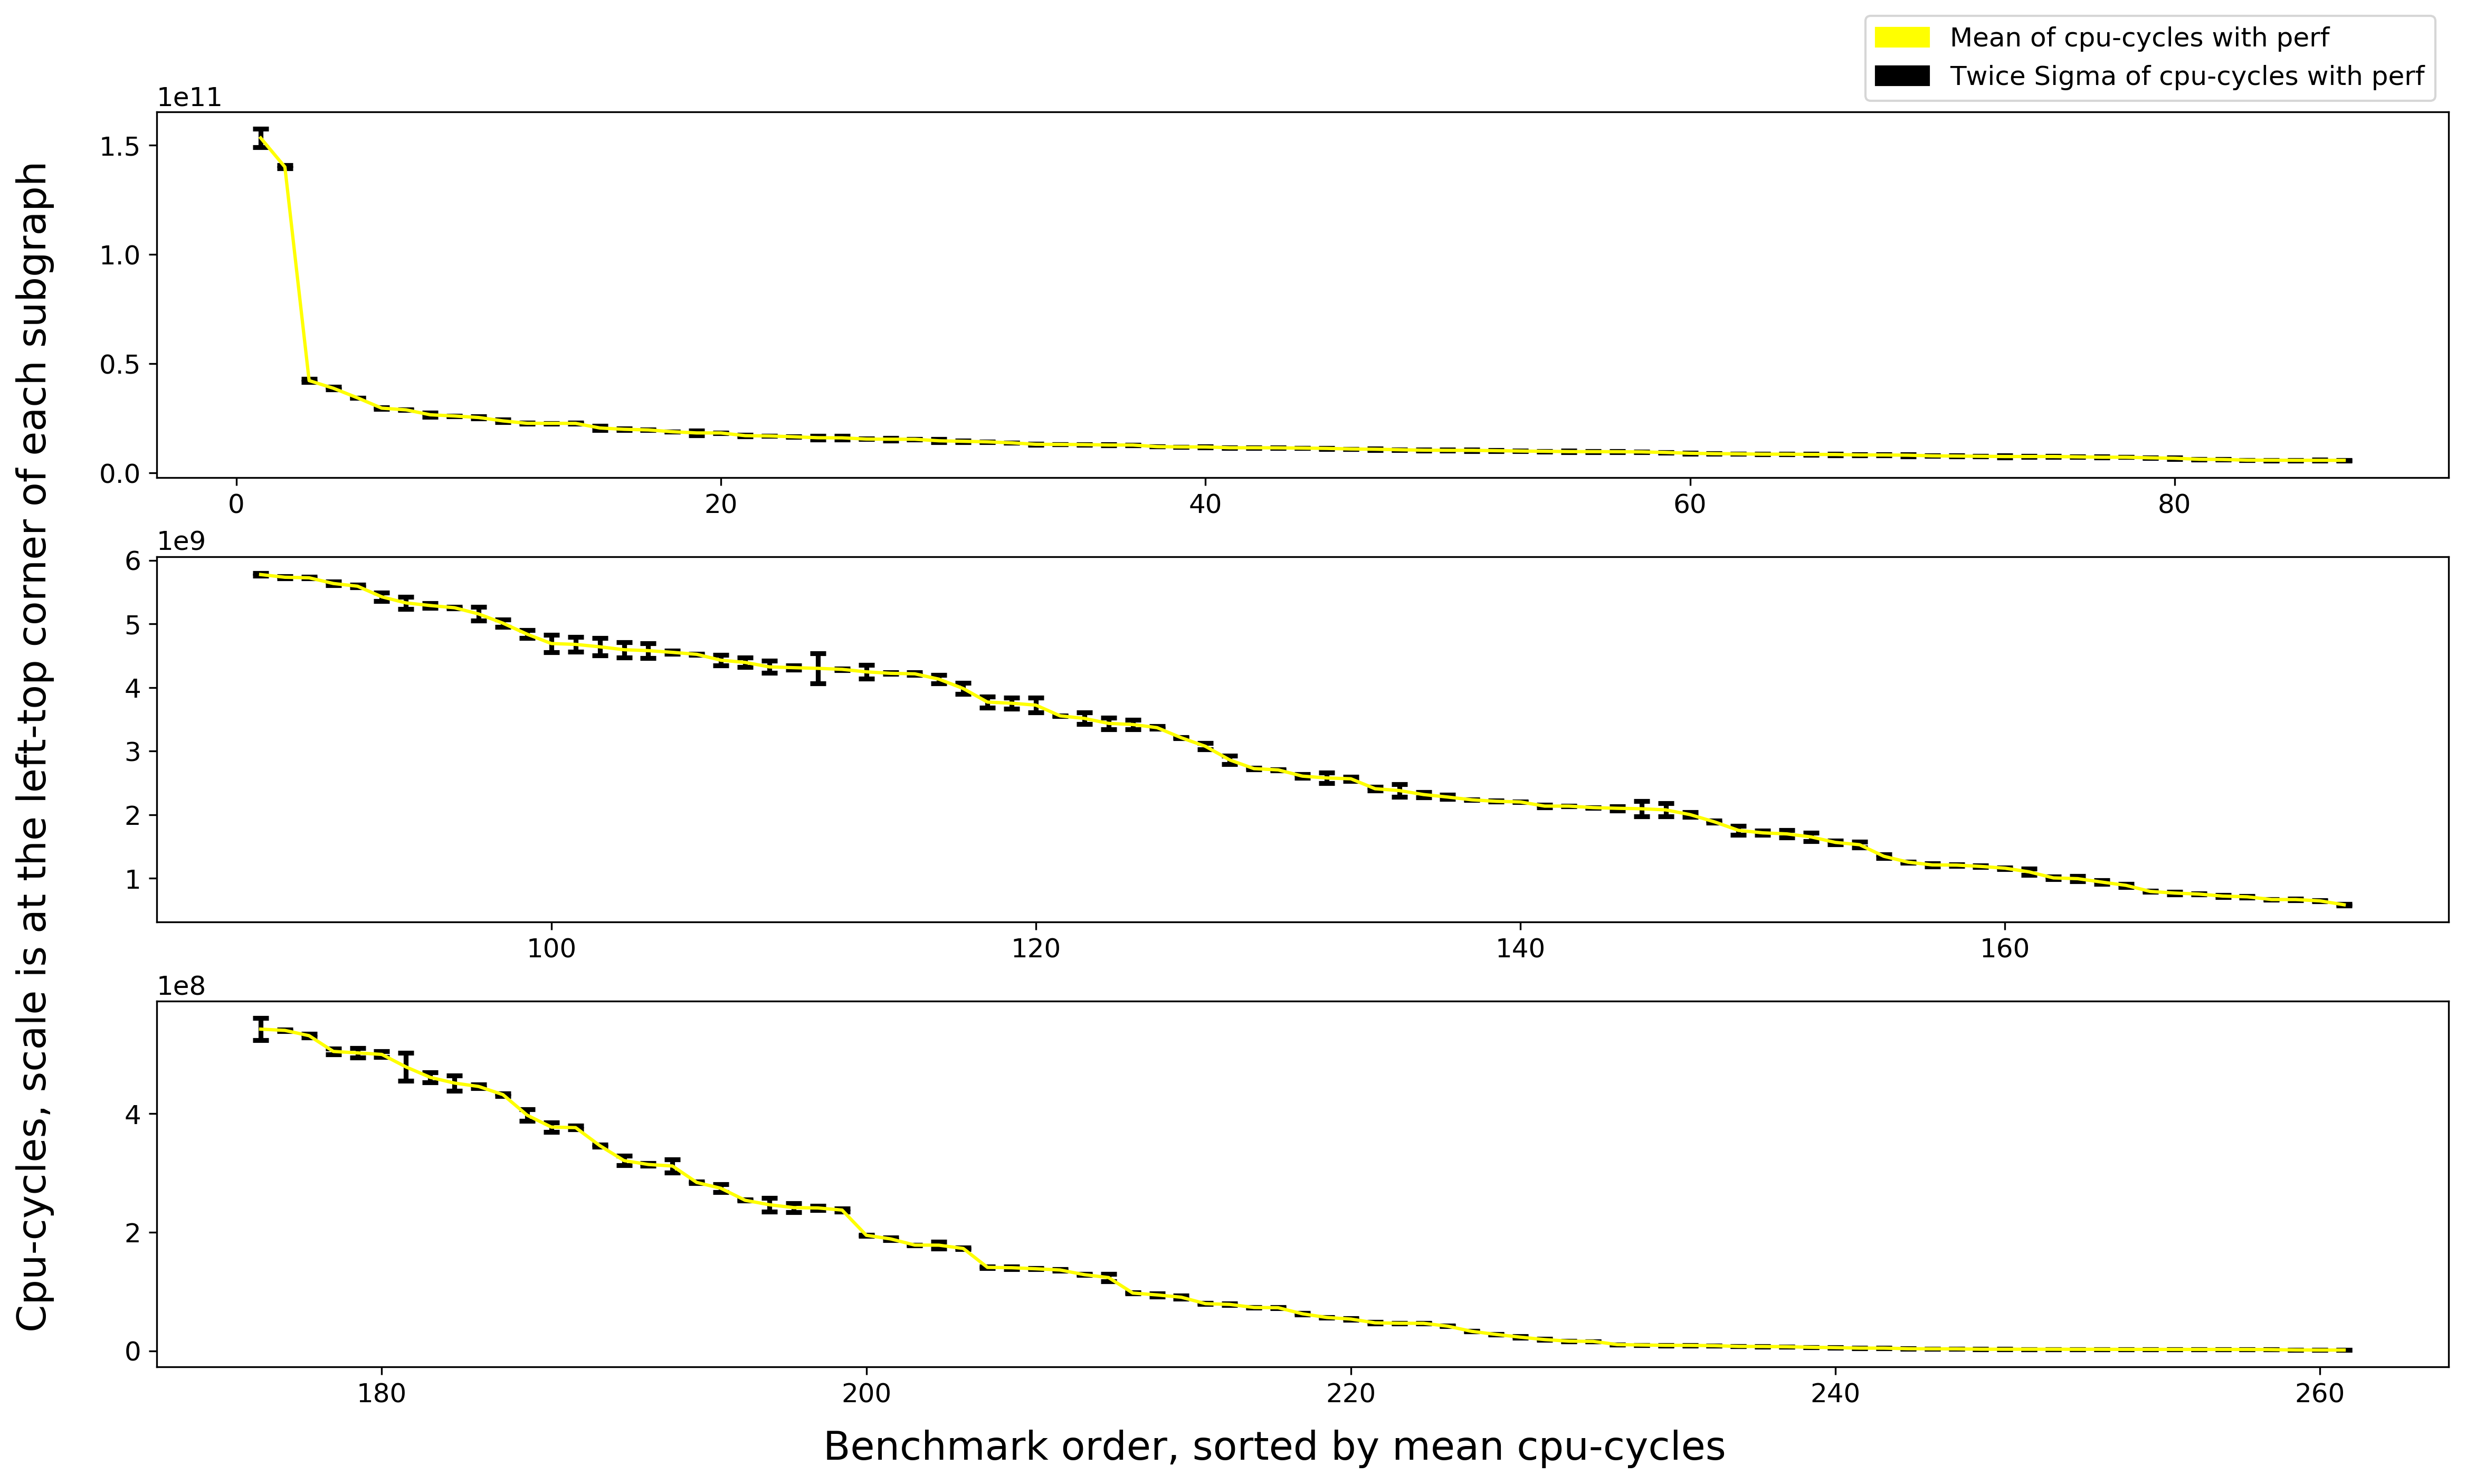 Mean of cpu-cycles with perf
Twice Sigma of cpu-cycles with perf
Cpu-cycles, scale is at the left-top corner of each subgraph
1e11
1.5
1.0
0.5
0.0
0 20 40 60 80
1e9
6
5
4
3
2
1
100 120 140 160
1e8
4
2
0
180 200 220 240 260
Benchmark order, sorted by mean cpu-cycles